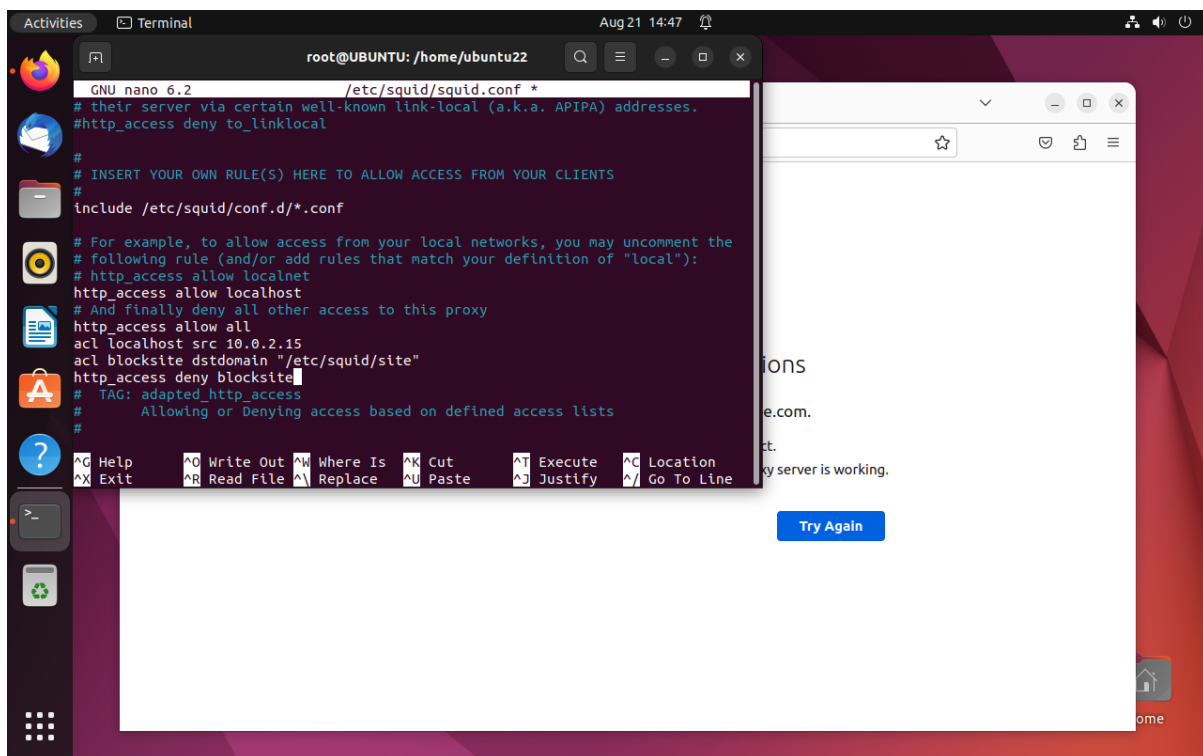 Activities
Terminal
Aug 21 14:47
root@UBUNTU: /home/ubuntu22
GNU nano 6.2 /etc/squid/squid.conf *
# their server via certain well-known link-local (a.k.a. APIPA) addresses.
#http_access deny to_linklocal
#
# INSERT YOUR OWN RULE(S) HERE TO ALLOW ACCESS FROM YOUR CLIENTS
#
include /etc/squid/conf.d/*.conf
# For example, to allow access from your local networks, you may uncomment the
# following rule (and/or add rules that match your definition of "local"):
# http_access allow localnet
http_access allow localhost
# And finally deny all other access to this proxy
http_access allow all
acl localhost src 10.0.2.15
acl blocksite dstdomain "/etc/squid/site"
http_access deny blocksite
#  TAG: adapted_http_access
#       Allowing or Denying access based on defined access lists
#
^G Help ^O Write Out ^W Where Is ^K Cut ^T Execute ^C Location
^X Exit ^R Read File ^\ Replace ^U Paste ^J Justify ^/ Go To Line
ions
e.com.
ct.
xy server is working.
Try Again
ome